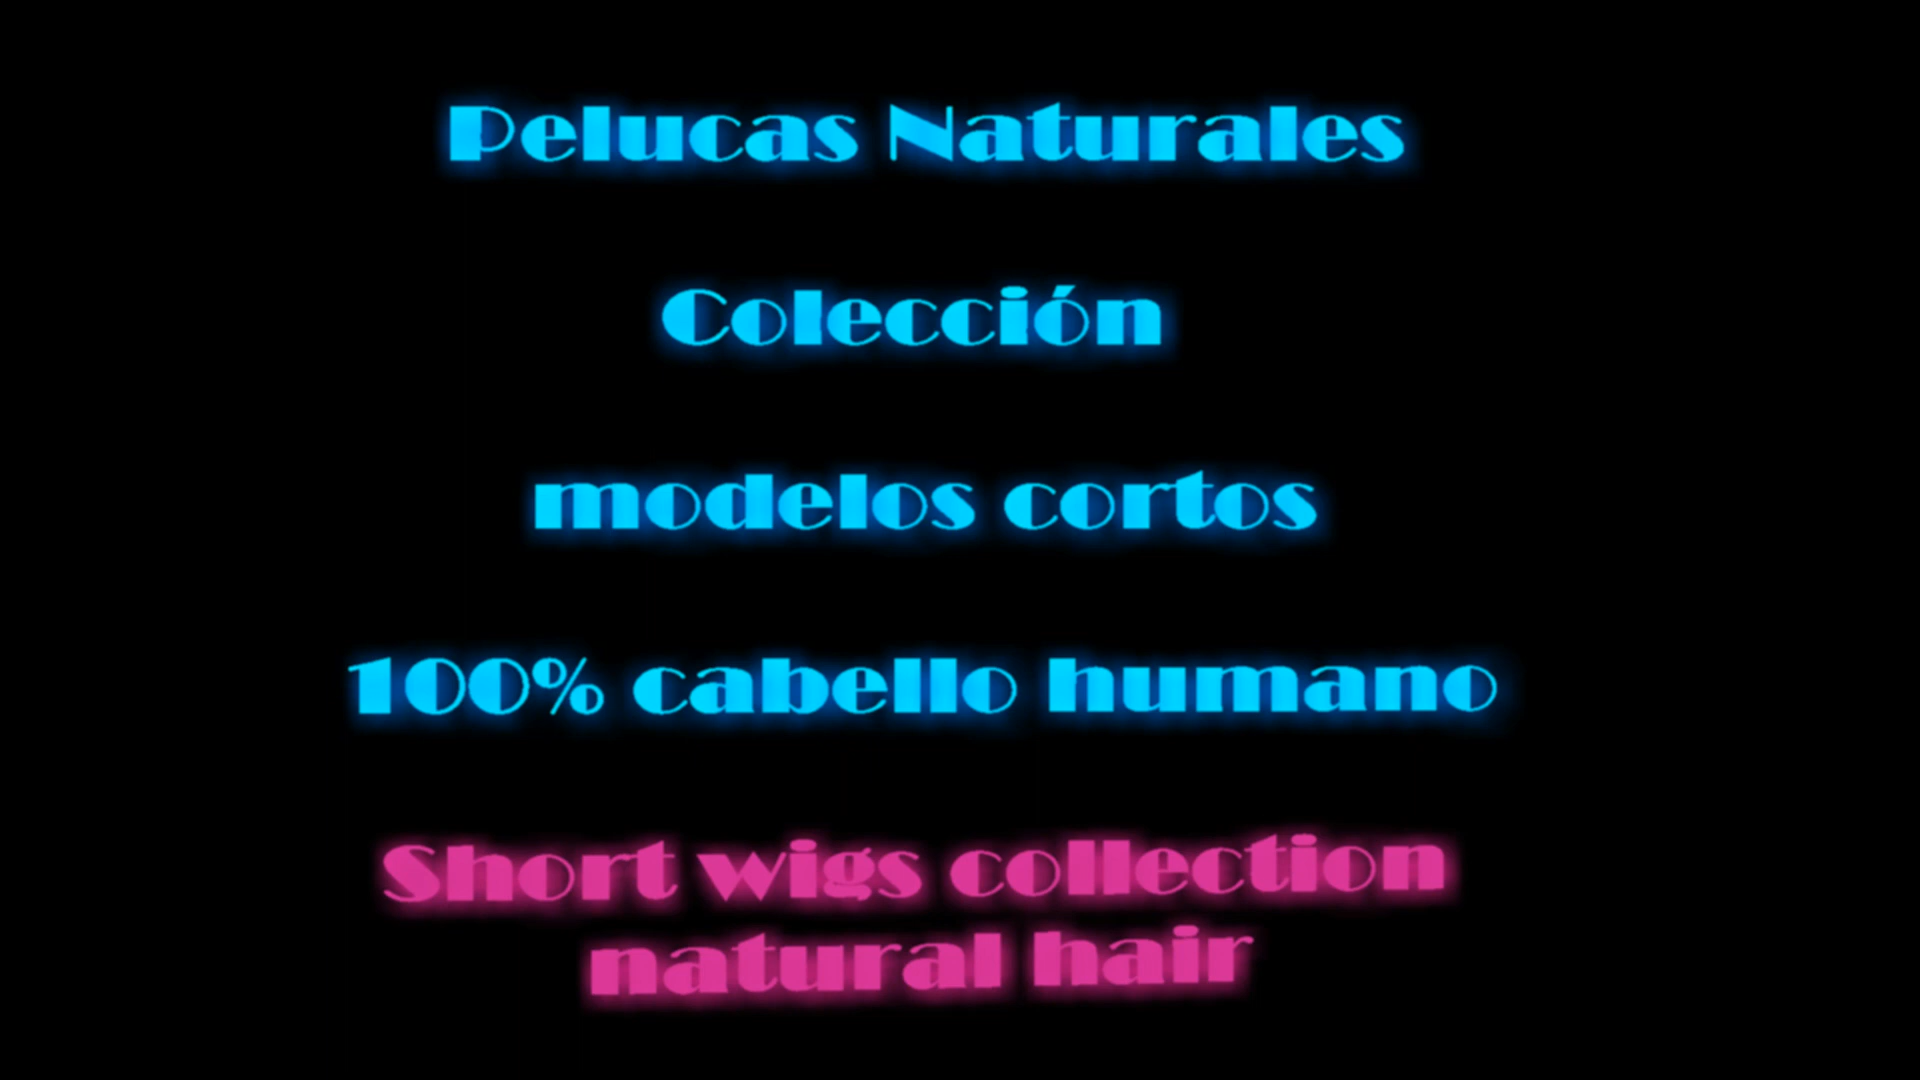 Pelucas Naturales
Colección
modelos cortos
100% cabello humano
Short wigs collection
natural hair